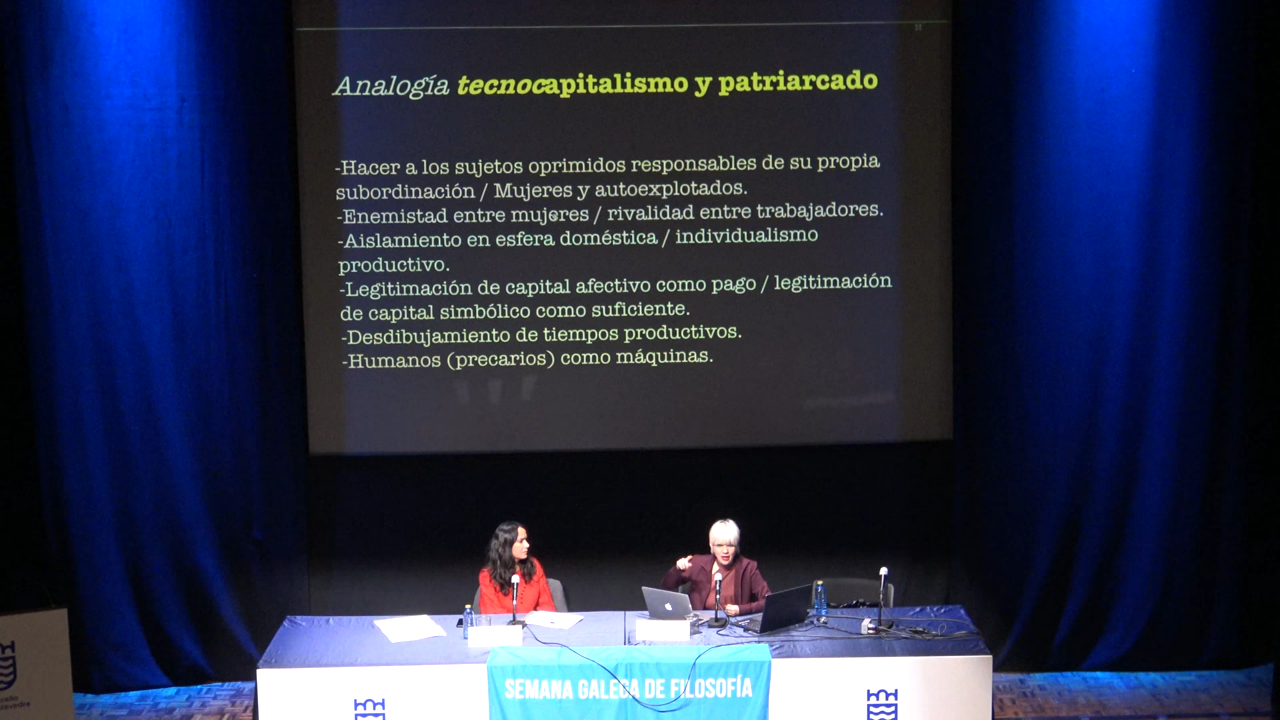 Analogía tecnocapitalismo y patriarcado
-Hacer a los sujetos oprimidos responsables de su propia
subordinación / Mujeres y autoexplotados.
-Enemistad entre mujeres / rivalidad entre trabajadores.
-Aislamiento en esfera doméstica / individualismo
productivo.
-Legitimación de capital afectivo como pago / legitimación
de capital simbólico como suficiente.
-Desdibujamiento de tiempos productivos.
-Humanos (precarios) como máquinas.
SEMANA GALEGA DE FILOSOFÍA